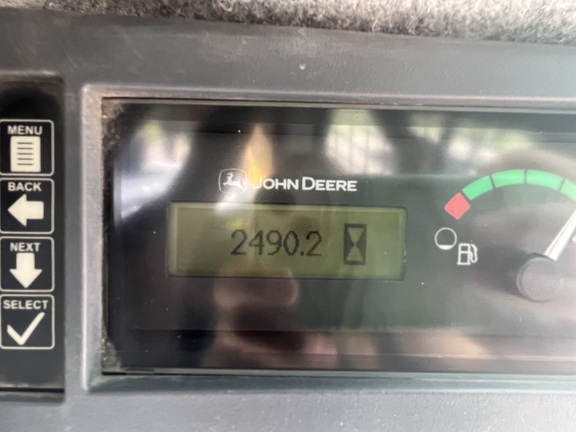 MENU
BACK
NEXT
SELECT
JOHN DEERE
2490.2